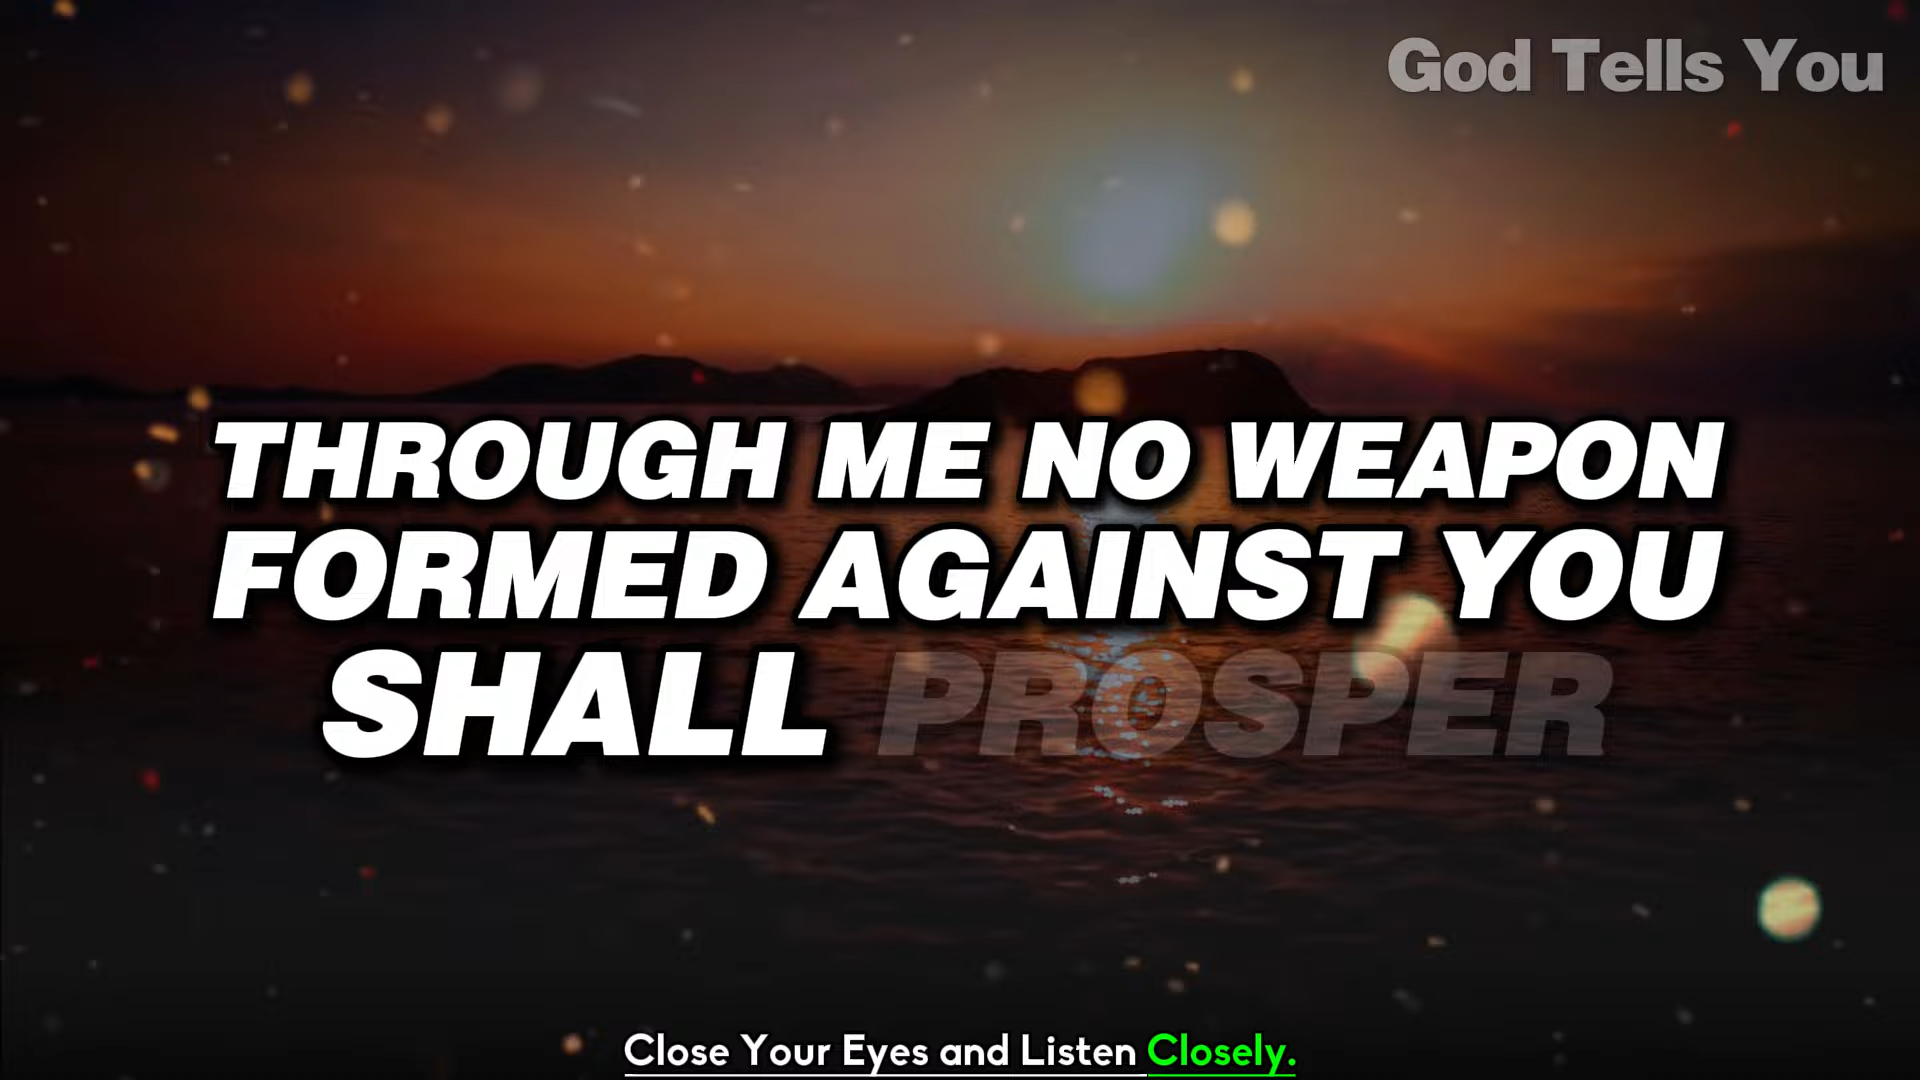 God Tells You
THROUGH ME NO WEAPON
FORMED AGAINST YOU
SHALL PROSPER
Close Your Eyes and Listen Closely.